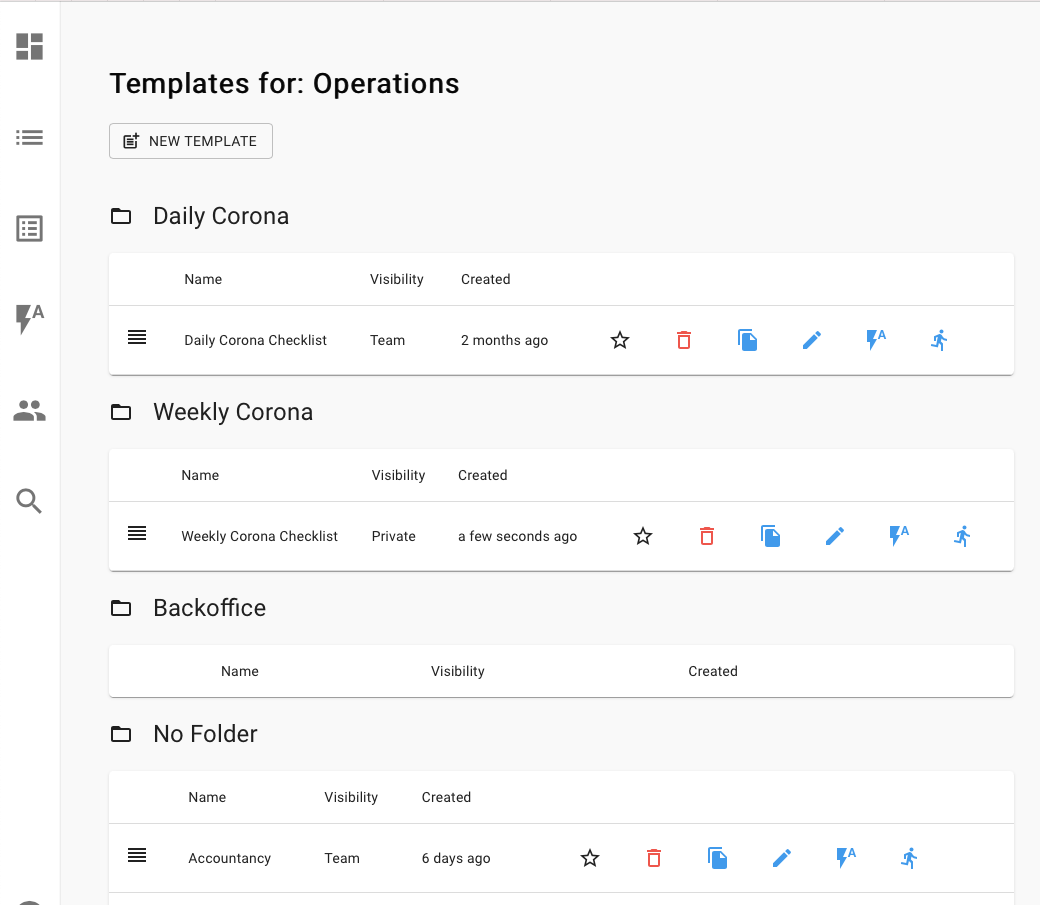 Templates for: Operations
NEW TEMPLATE
Daily Corona
Name Visibility Created
A
Daily Corona Checklist Team 2 months ago A
Weekly Corona
Name Visibility Created
Weekly Corona Checklist Private a few seconds ago A
Backoffice
Name Visibility Created
No Folder
Name Visibility Created
Accountancy Team 6 days ago A